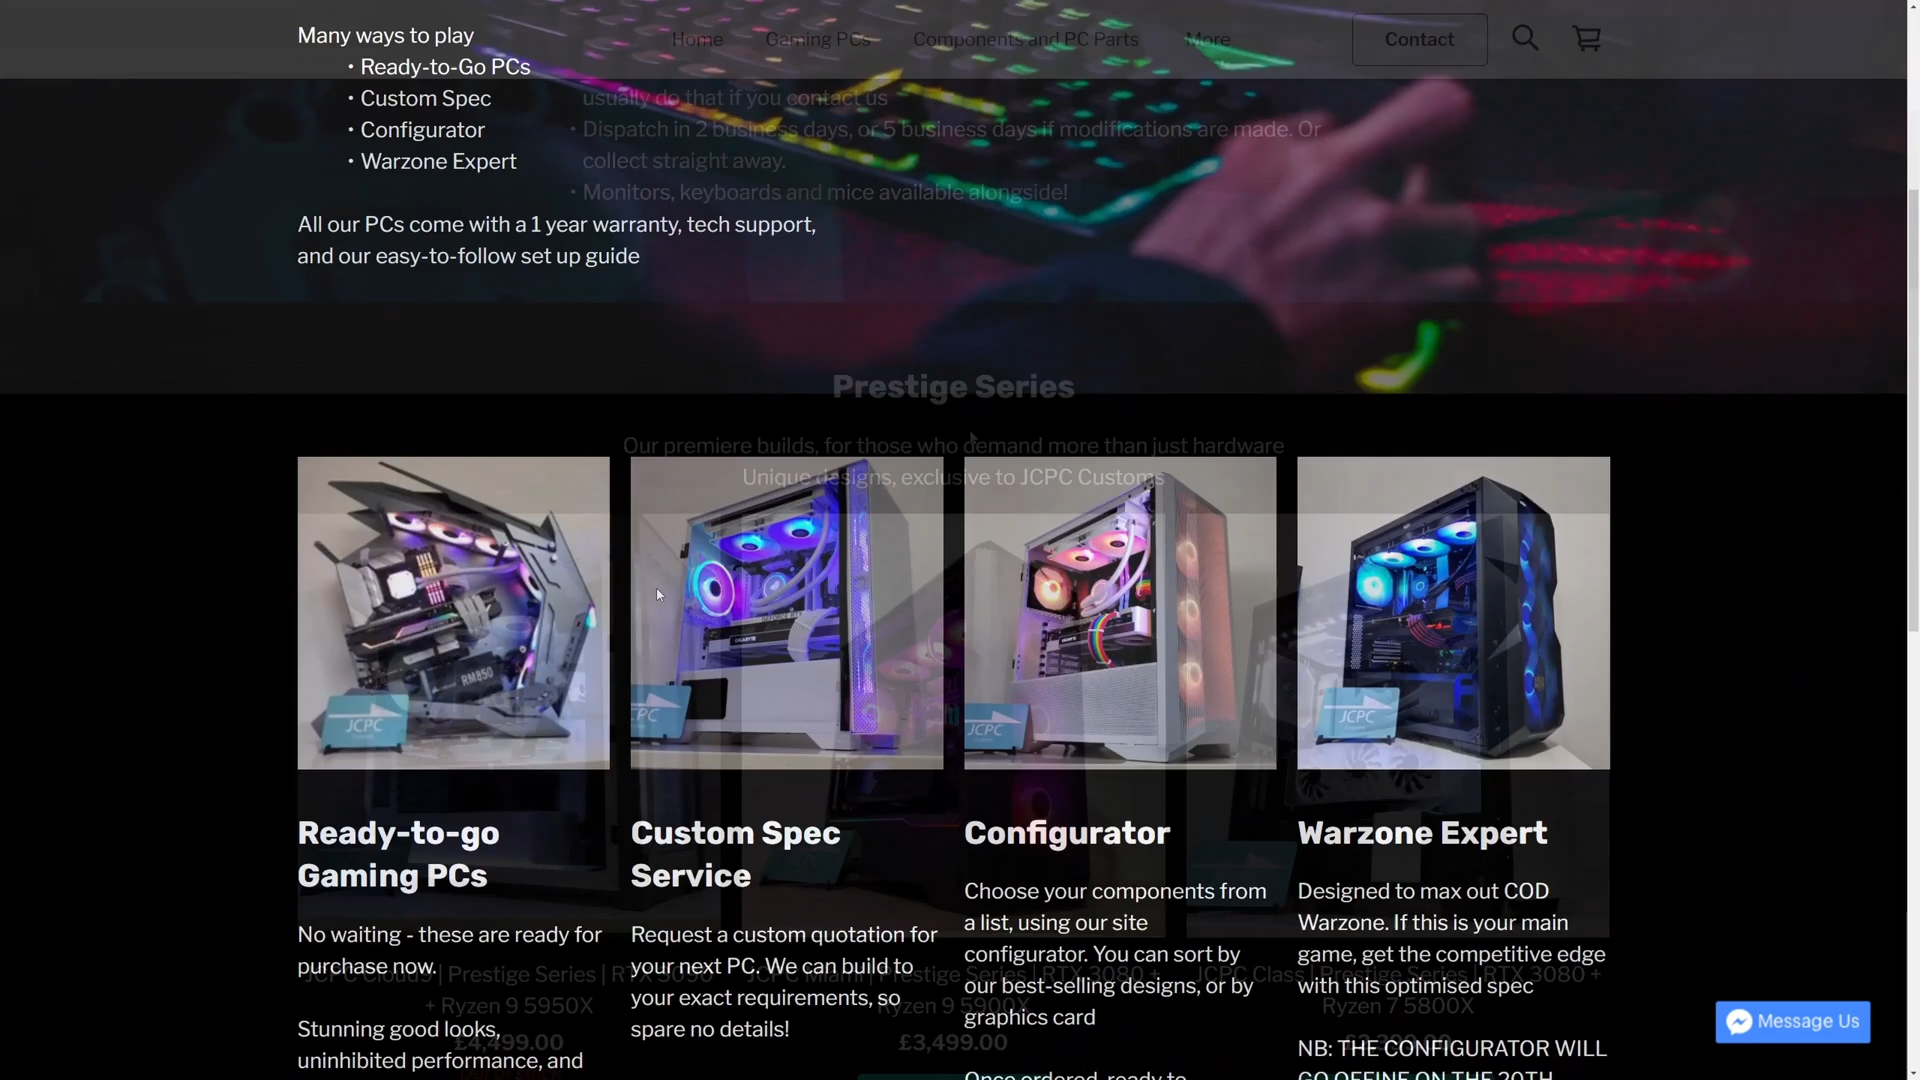 Many ways to play
Home Gaming PCs Components and PC Parts More Contact
• Ready-to-Go PCs
• Custom Spec
• Configurator
• Warzone Expert
usually do that if you contact us
• Dispatch in 2 business days, or 5 business days if modifications are made. Or
collect straight away.
• Monitors, keyboards and mice available alongside!
All our PCs come with a 1 year warranty, tech support,
and our easy-to-follow set up guide
Prestige Series
Our premiere builds, for those who demand more than just hardware
Unique designs, exclusive to JCPC Customs
RM850
JCPC
GIGABYTE
JCPC
JCPC
Ready-to-go
Gaming PCs
No waiting - these are ready for
purchase now.
Stunning good looks,
uninhibited performance, and
Custom Spec
Service
Request a custom quotation for
your next PC. We can build to
your exact requirements, so
spare no details!
Configurator
Choose your components from
a list, using our site
configurator. You can sort by
our best-selling designs, or by
graphics card
Once ordered, ready to
Warzone Expert
Designed to max out COD
Warzone. If this is your main
game, get the competitive edge
with this optimised spec
NB: THE CONFIGURATOR WILL
GO OFFINE ON THE 20TH
| Prestige Series | RTX 3090
+ Ryzen 9 5950X
£4,499.00
JCPC Miami | Prestige Series | RTX 3080 +
Ryzen 9 5900X
£3,499.00
JCPC Class | Prestige Series | RTX 3080 +
Ryzen 7 5800X
Message Us